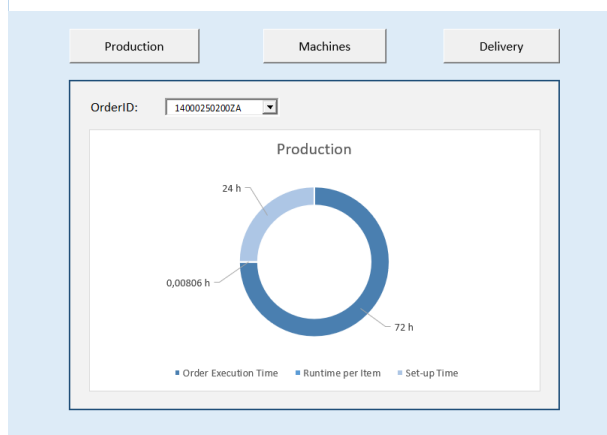 Production Machines Delivery
OrderID: 14000250200ZA
Production
24 h
0,00806 h
72 h
Order Execution Time Runtime per Item Set-up Time